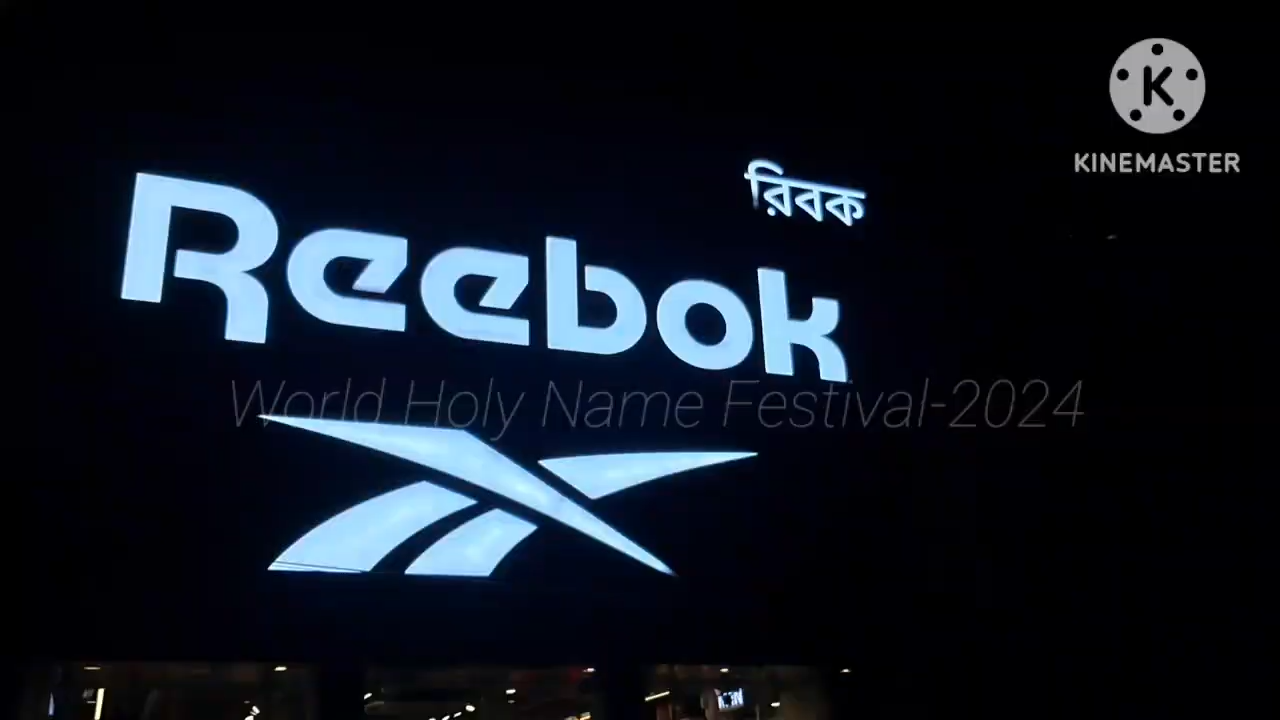 KINEMASTER
রিবক
Reebok
World Holy Name Festival-2024